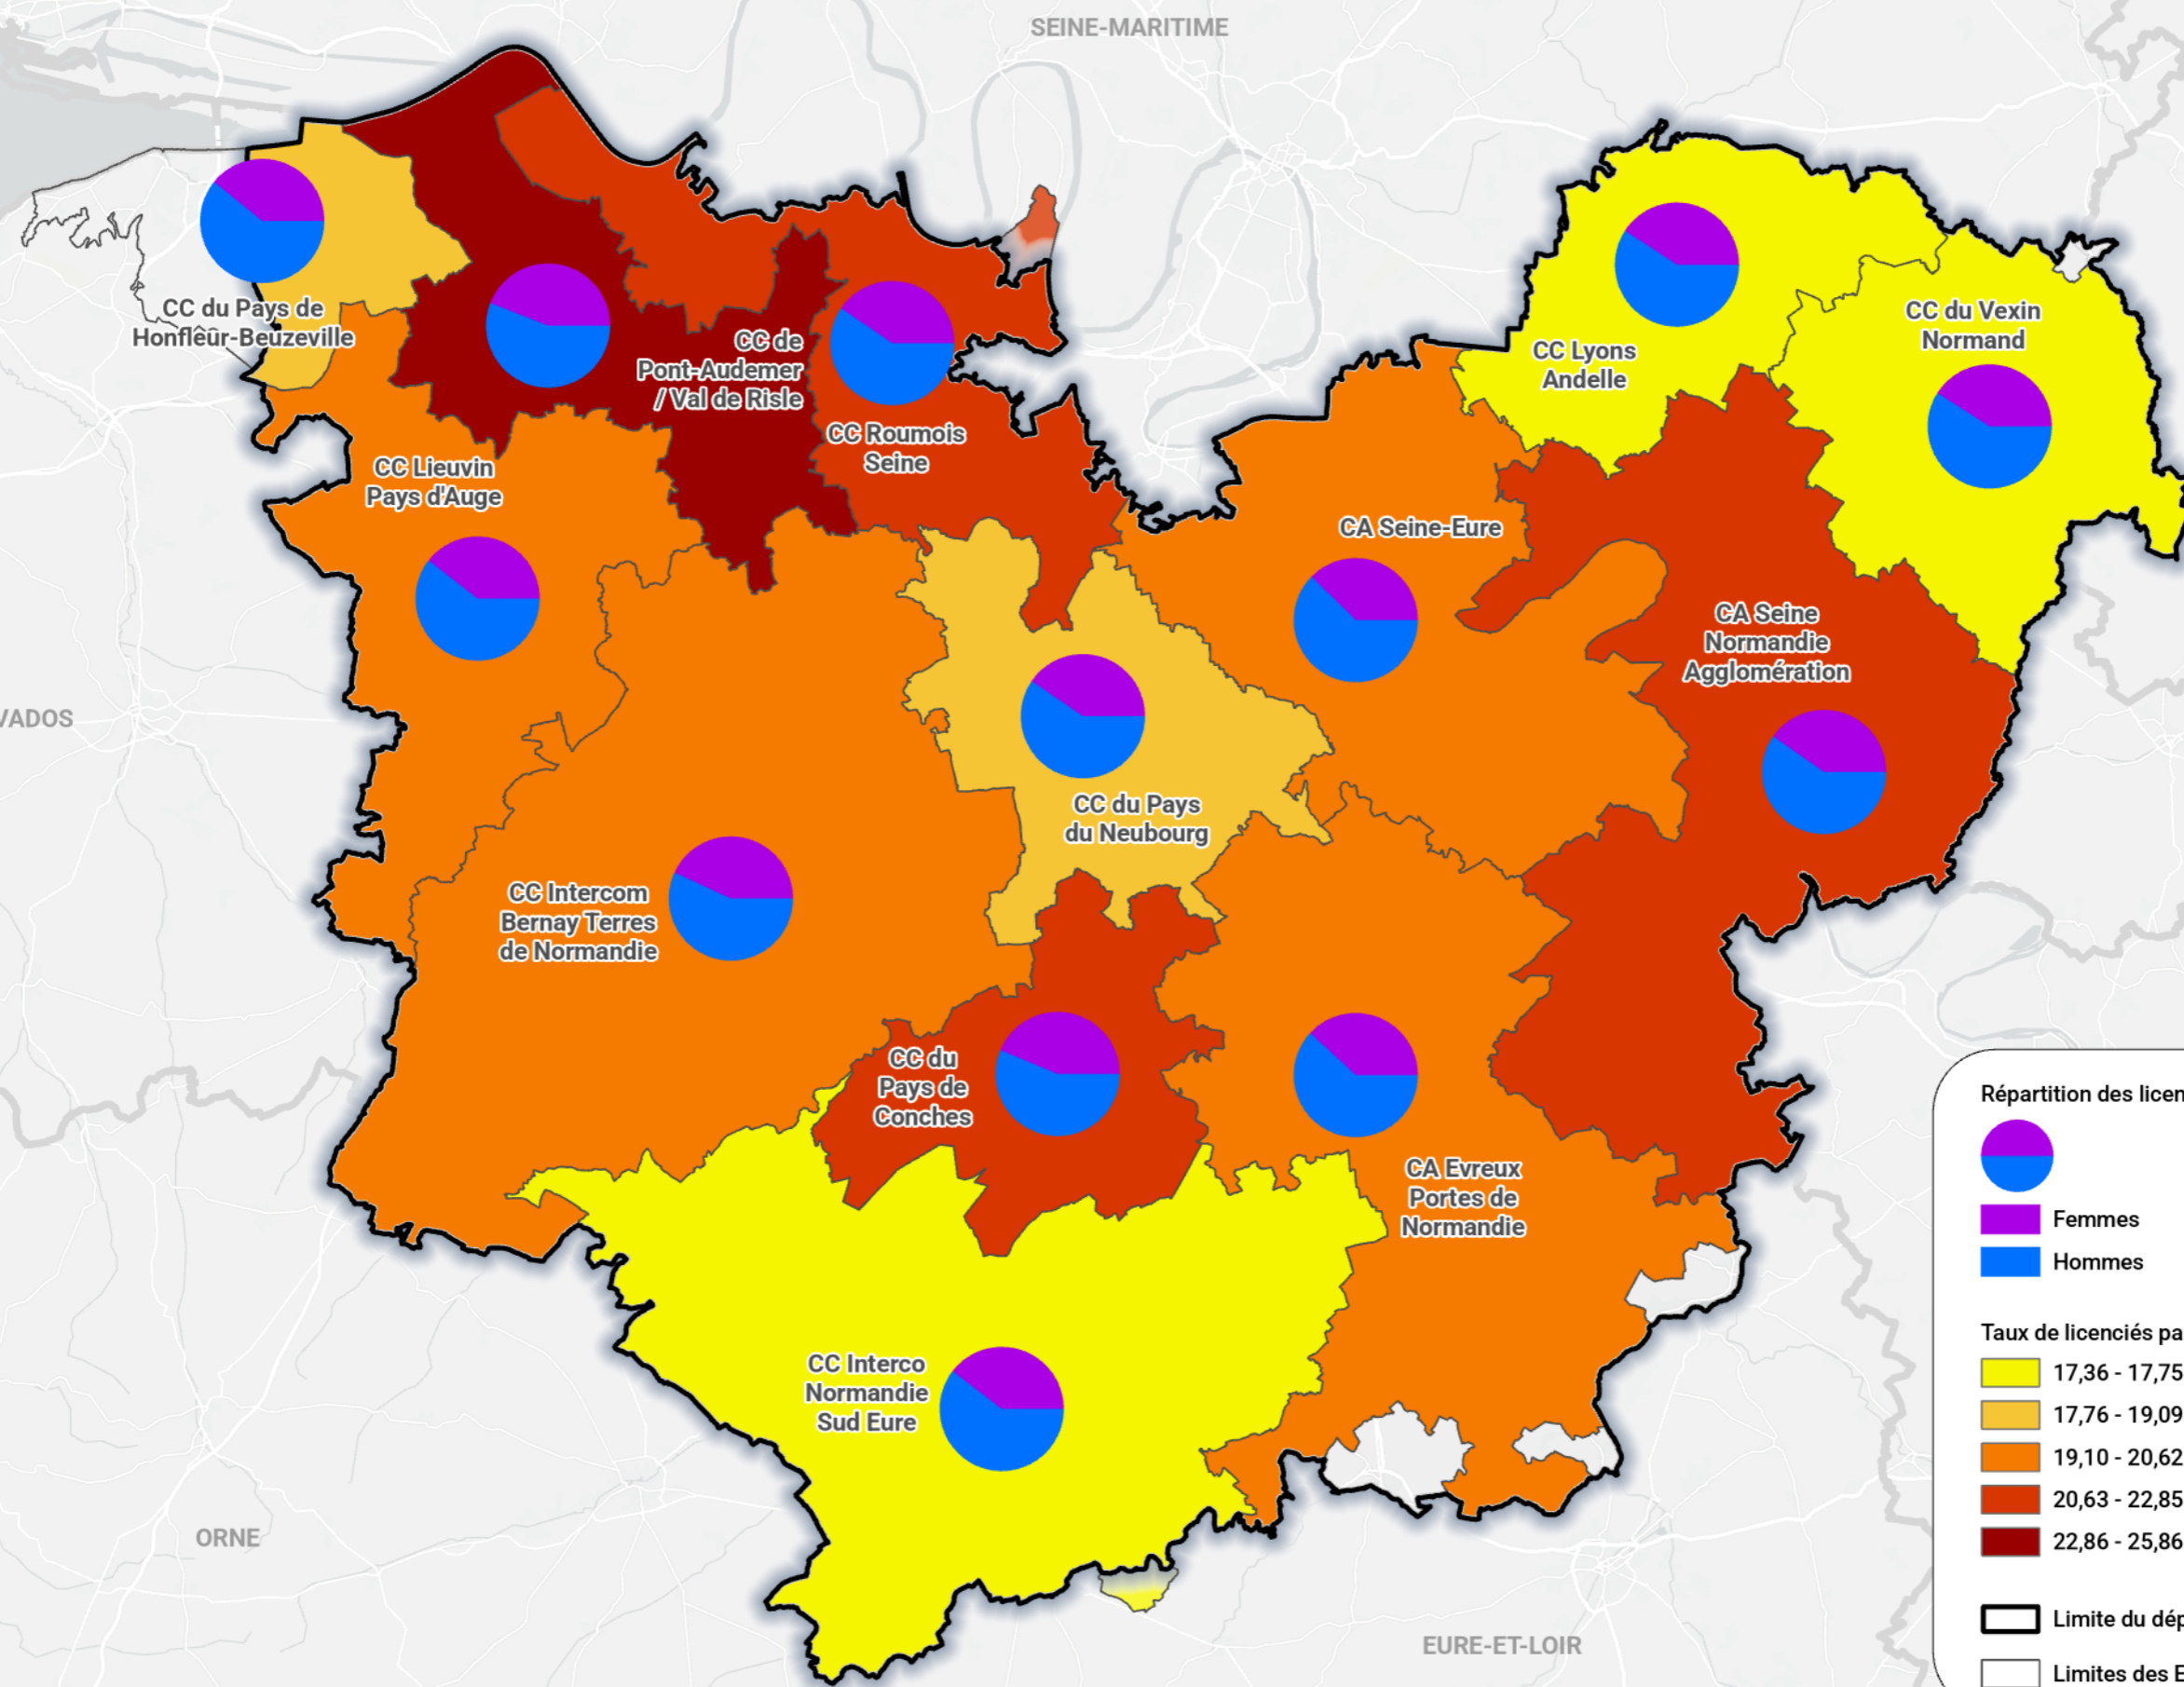 SEINE-MARITIME
CC du Pays de
Honfleur-Beuzeville
CC de
Pont-Audemer
/ Val de Risle
CC Roumois
Seine
CC Lyons
Andelle
CC du Vexin
Normand
CC Lieuvin
Pays d'Auge
CA Seine-Eure
CA Seine
Normandie
Agglomération
VADOS
CC du Pays
du Neubourg
CC Intercom
Bernay Terres
de Normandie
CC du
Pays de
Conches
CA Evreux
Portes de
Normandie
CC Interco
Normandie
Sud Eure
ORNE
EURE-ET-LOIR
Répartition des licen
Femmes
Hommes
Taux de licenciés pa
17,36 - 17,75
17,76 - 19,09
19,10 - 20,62
20,63 - 22,85
22,86 - 25,86
Limite du dép
Limites des E